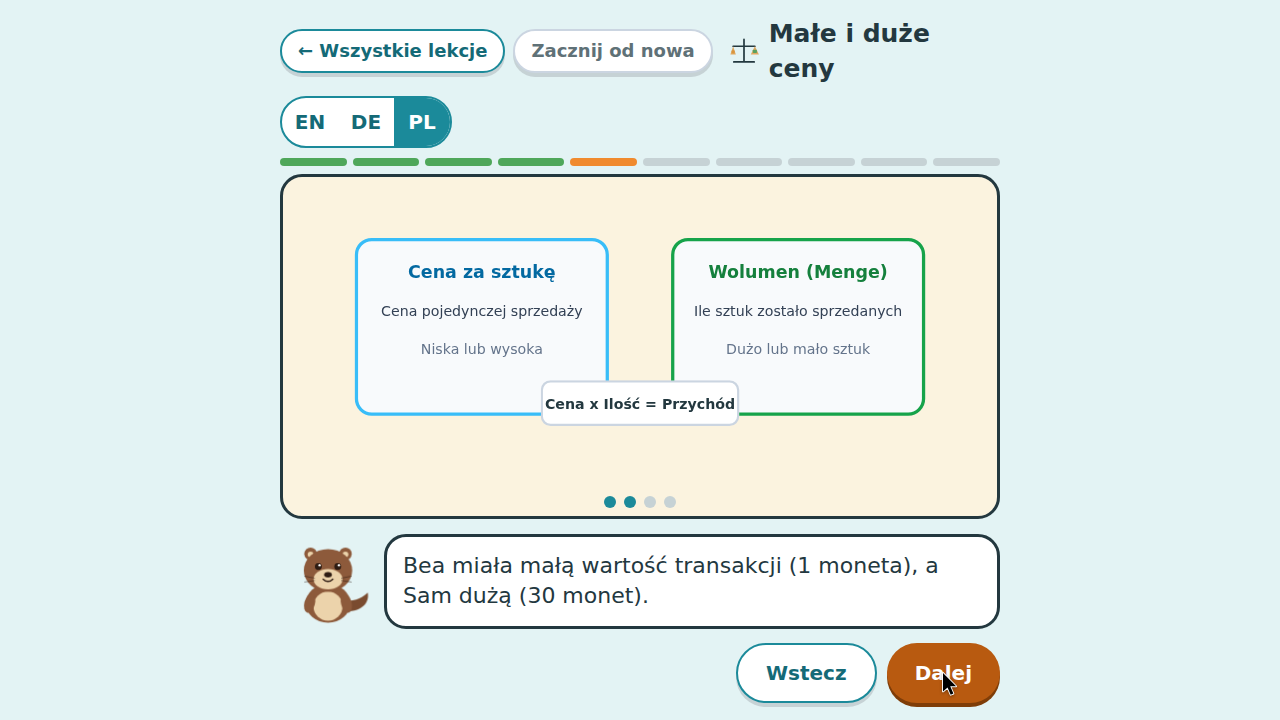 ← Wszystkie lekcje
Zacznij od nowa
Małe i duże
ceny
EN DE PL
Cena za sztukę
Cena pojedynczej sprzedaży
Niska lub wysoka
Wolumen (Menge)
Ile sztuk zostało sprzedanych
Dużo lub mało sztuk
Cena x Ilość = Przychód
Bea miała małą wartość transakcji (1 moneta), a
Sam dużą (30 monet).
Wstecz
Dalej